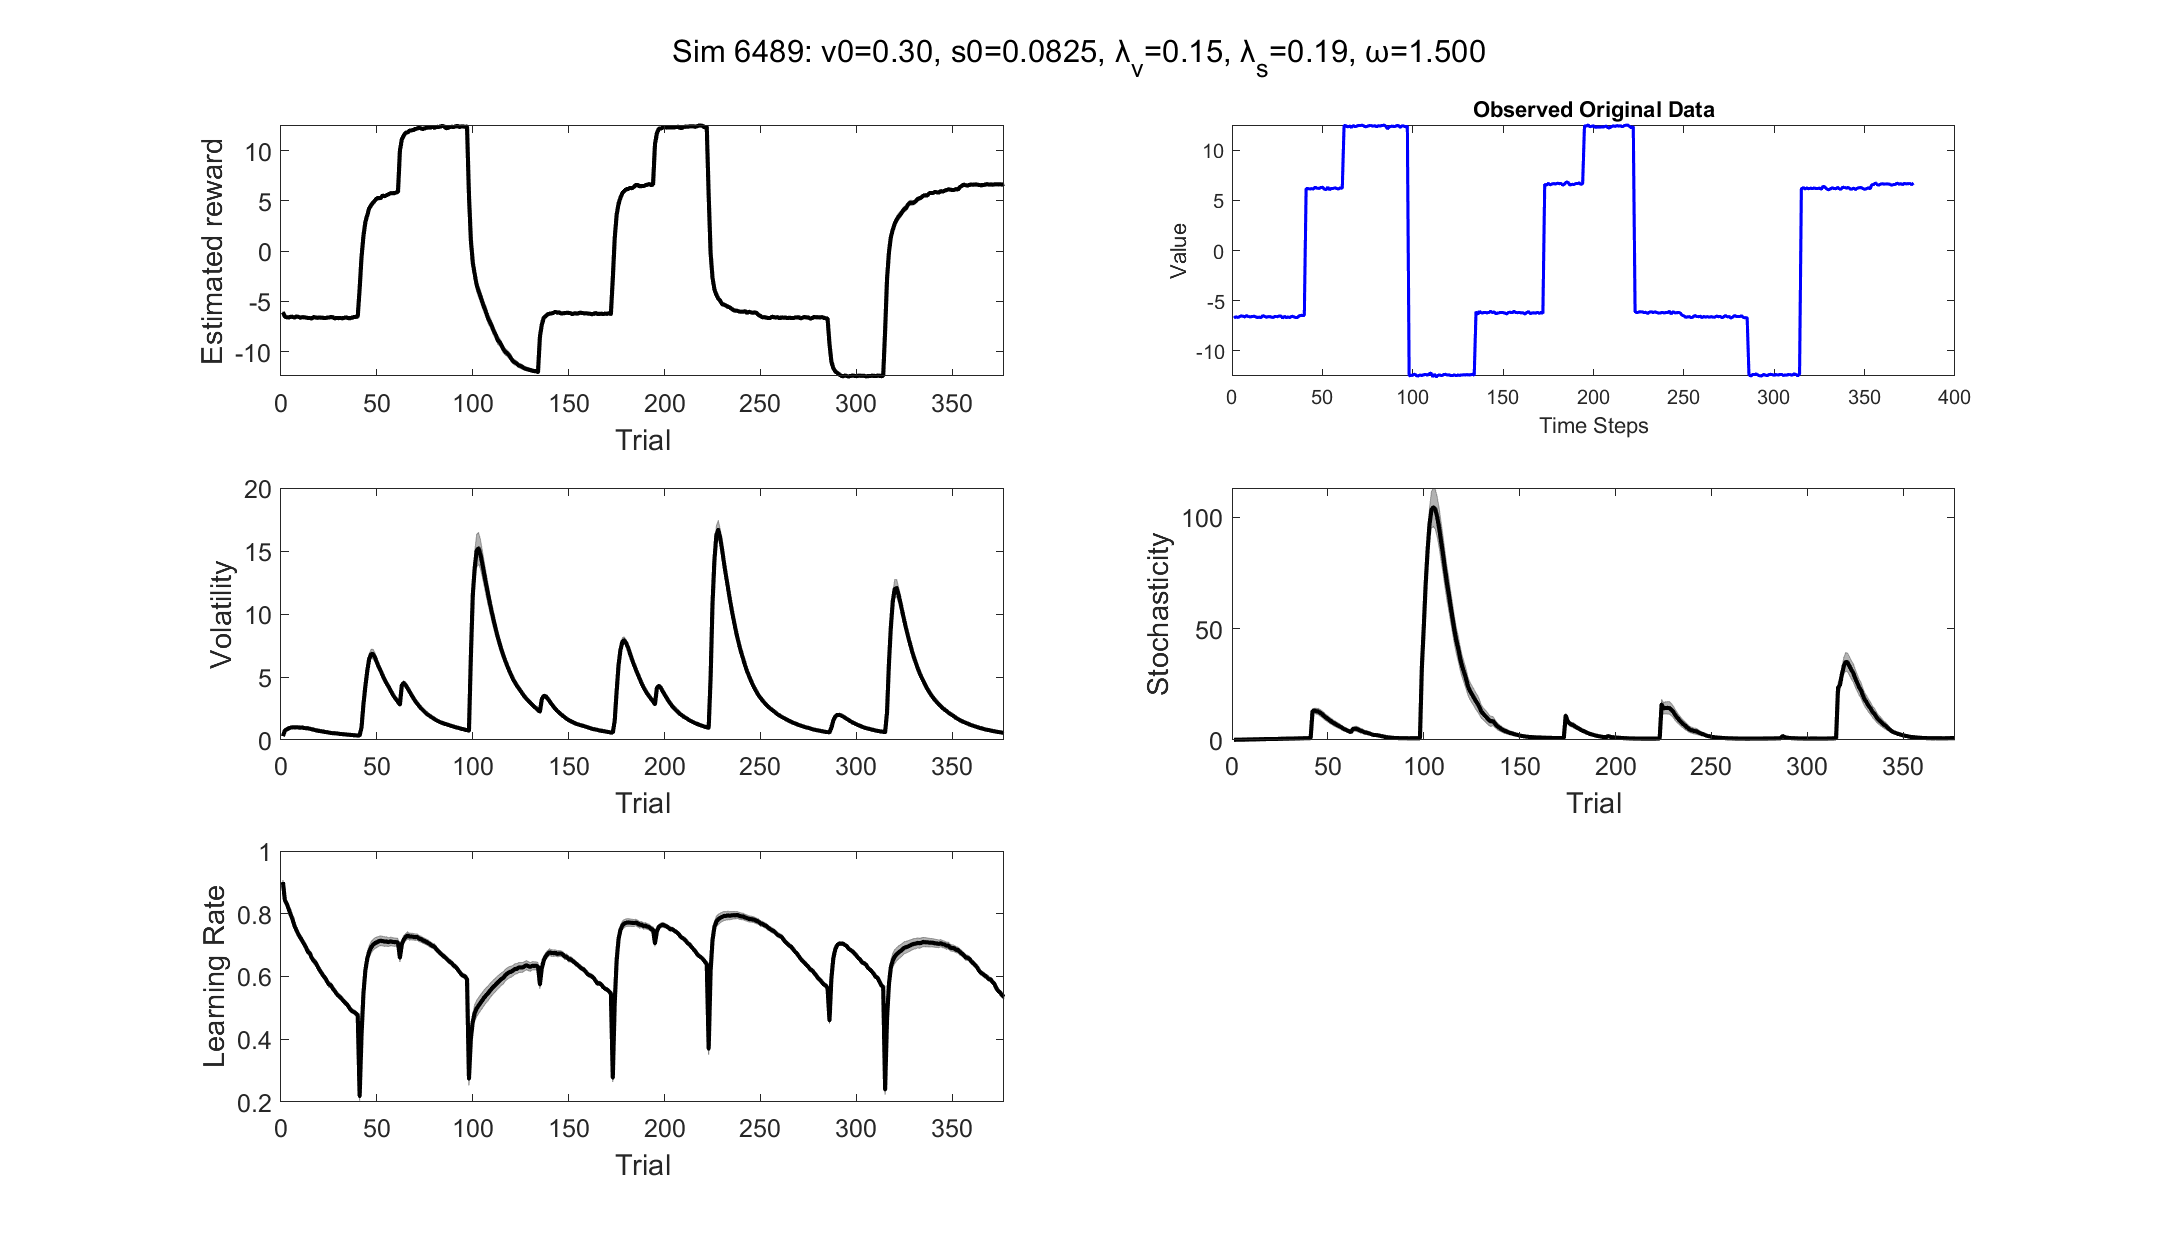 Sim 6489: v0=0.30, s0=0.0825, λv=0.15, λs=0.19, ω=1.500
Estimated reward
10
5
0
-5
-10
0 50 100 150 200 250 300 350
Trial
Observed Original Data
Value
10
5
0
-5
-10
0 50 100 150 200 250 300 350 400
Time Steps
Volatility
20
15
10
5
0
0 50 100 150 200 250 300 350
Trial
Stochasticity
100
50
0
0 50 100 150 200 250 300 350
Trial
Learning Rate
1
0.8
0.6
0.4
0.2
0 50 100 150 200 250 300 350
Trial